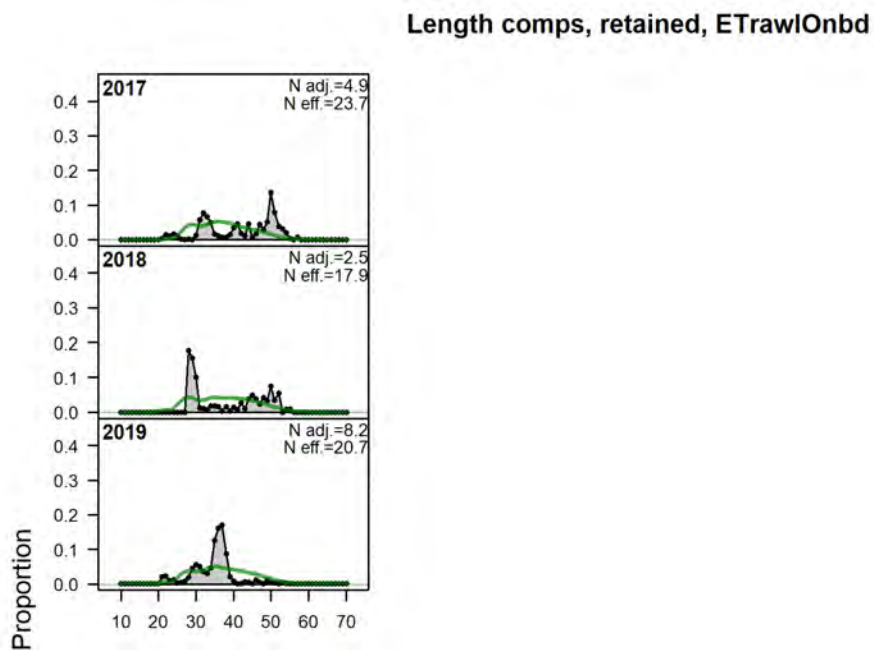 Length comps, retained, ETrawlOnbd
2017
N adj.=4.9
N eff.=23.7
0.4
0.3
0.2
0.1
0.0
2018
N adj.=2.5
N eff.=17.9
0.4
0.3
0.2
0.1
0.0
2019
N adj.=8.2
N eff.=20.7
0.4
0.3
0.2
0.1
0.0
Proportion
10 20 30 40 50 60 70